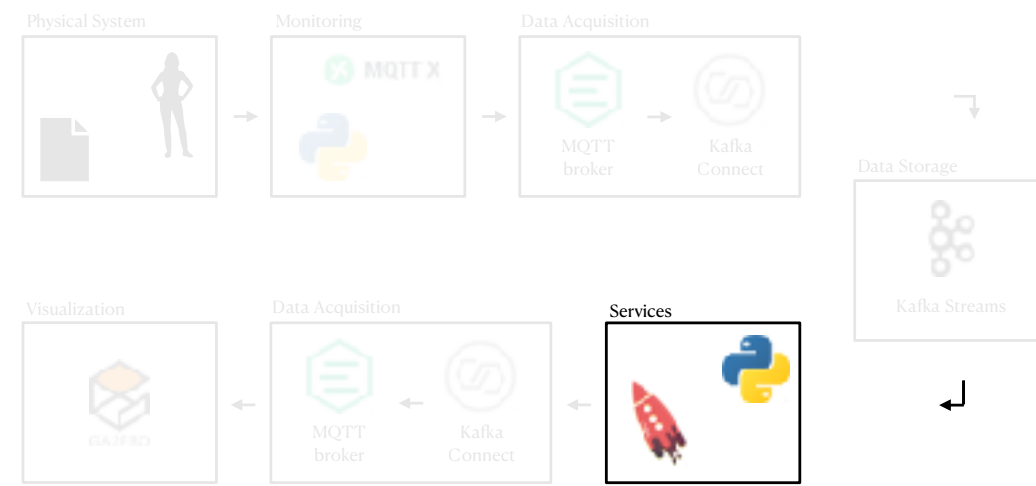 Physical System
Monitoring
Data Acquisition
MQTT X
MQTT
broker
Kafka
Connect
Data Storage
Kafka Streams
Visualization
Data Acquisition
Services
GAZEBO
MQTT
broker
Kafka
Connect